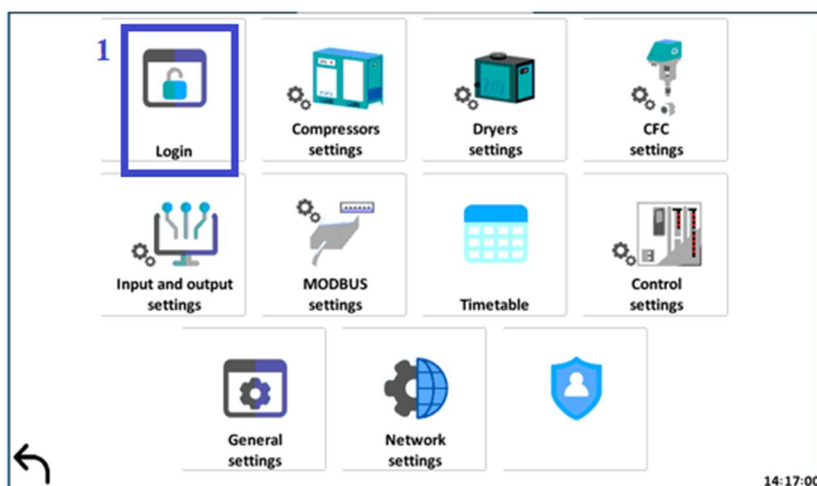 1
Login
Compressors
settings
Dryers
settings
CFC
settings
Input and output
settings
MODBUS
settings
Timetable
Control
settings
General
settings
Network
settings
14:17:00